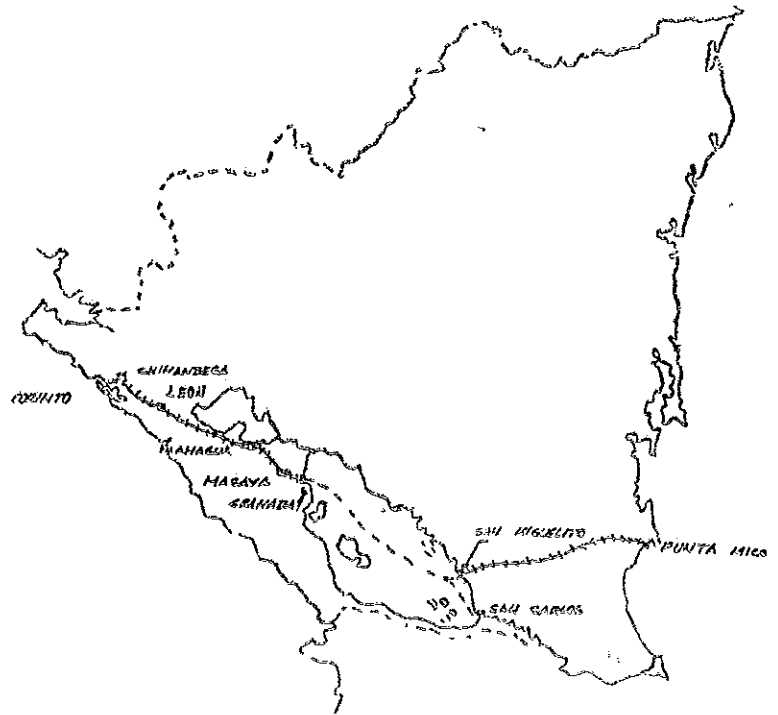 CHINANDEGA
LEON
CORINTO
MANAGUA
MASAYA
GRANADA
SAN MIGUELITO
PUNTA MICO
SAN CARLOS